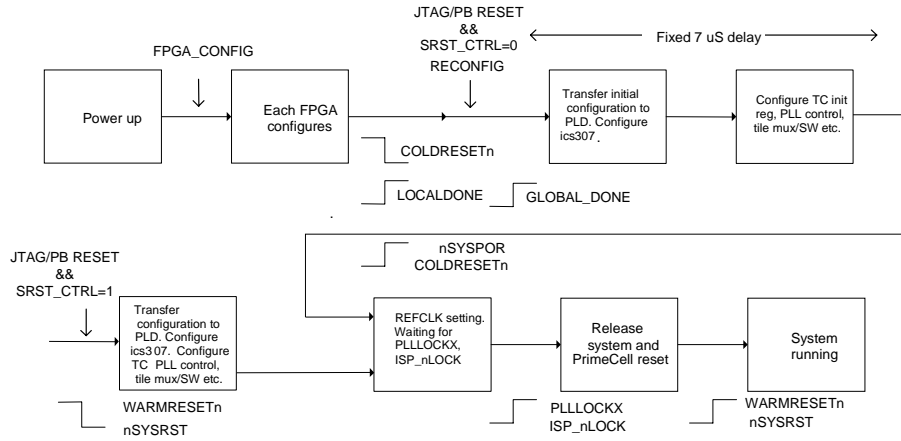 JTAG/PB RESET
&&
SRST_CTRL=0
RECONFIG
Fixed 7 uS delay
FPGA_CONFIG
Power up
Each FPGA
configures
Transfer initial
configuration to
PLD. Configure
ics307 .
Configure TC init
reg, PLL control,
tile mux/SW etc.
COLDRESETn
LOCALDONE
GLOBAL_DONE
nSYSPOR
COLDRESETn
JTAG/PB RESET
&&
SRST_CTRL=1
Transfer
configuration to
PLD. Configure
ics307. Configure
TC PLL control,
tile mux/SW etc.
REFCLK setting.
Waiting for
PLLLOCKX,
ISP_nLOCK
Release
system and
PrimeCell reset
System
running
WARMRESETn
nSYSRST
PLLLOCKX
ISP_nLOCK
WARMRESETn
nSYSRST